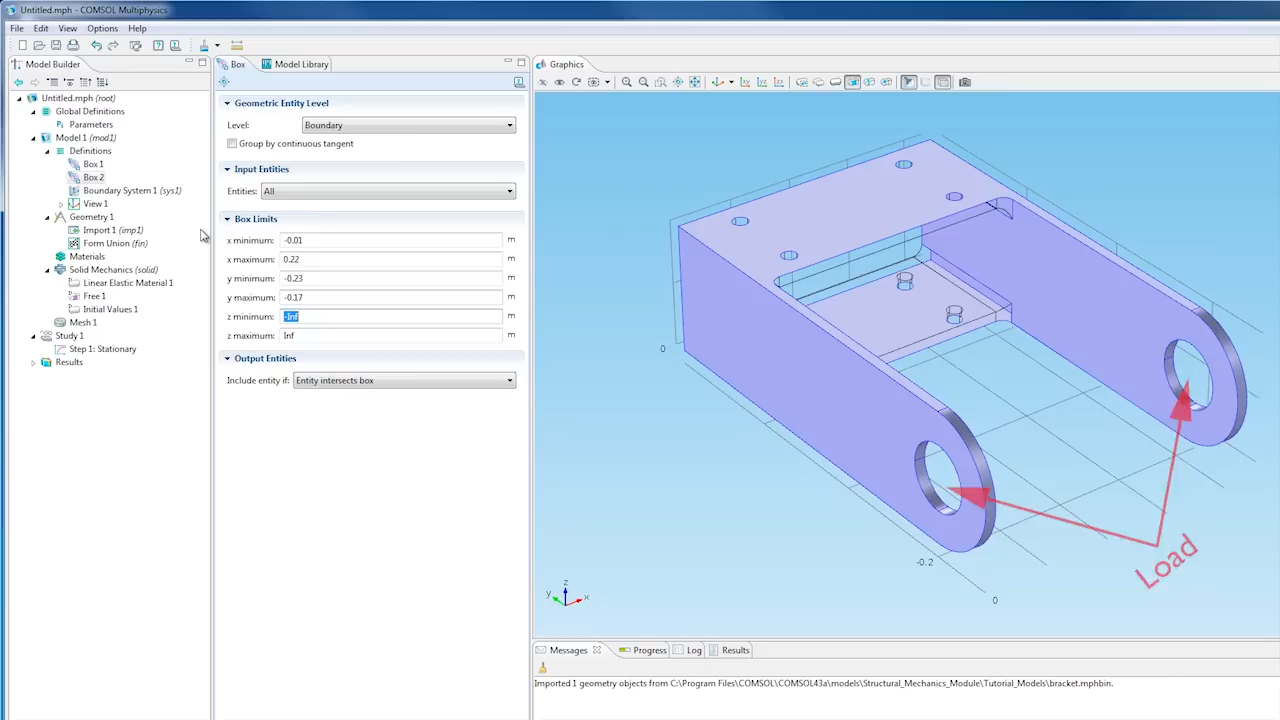 Untitled.mph - COMSOL Multiphysics
File Edit View Options Help
Model Builder
Untitled.mph (root)
Global Definitions
Pi Parameters
Model 1 (mod1)
Definitions
Box 1
Box 2
Boundary System 1 (sys1)
View 1
Geometry 1
Import 1 (imp1)
Form Union (fin)
Materials
Solid Mechanics (solid)
Linear Elastic Material 1
Free 1
Initial Values 1
Mesh 1
Study 1
Step 1: Stationary
Results
Box Model Library
Geometric Entity Level
Level: Boundary
Group by continuous tangent
Input Entities
Entities: All
Box Limits
x minimum: -0.01 m
x maximum: 0.22 m
y minimum: -0.23 m
y maximum: -0.17 m
z minimum: -Inf m
z maximum: Inf m
Output Entities
Include entity if: Entity intersects box
Graphics
0
-0.2
0
Load
z
y x
Messages Progress Log Results
Imported 1 geometry objects from C:\Program Files\COMSOL\COMSOL43a\models\Structural_Mechanics_Module\Tutorial_Models\bracket.mphbin.